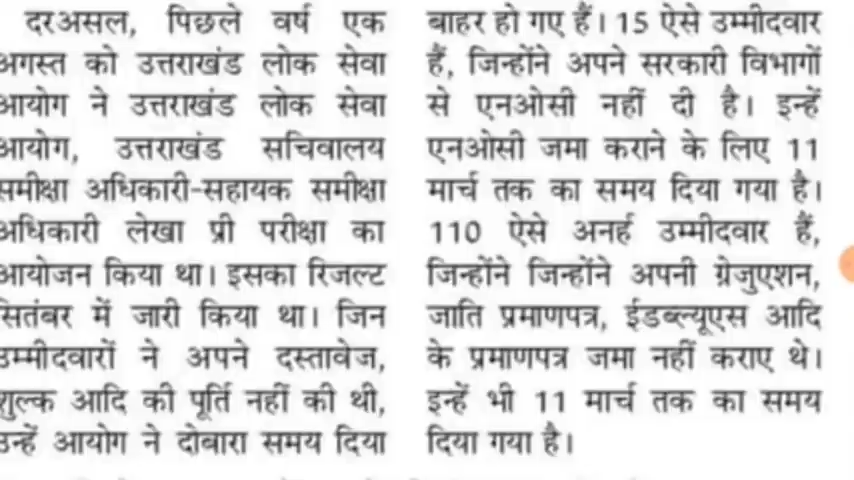 दरअसल, पिछले वर्ष एक
अगस्त को उत्तराखंड लोक सेवा
आयोग ने उत्तराखंड लोक सेवा
आयोग, उत्तराखंड सचिवालय
समीक्षा अधिकारी-सहायक समीक्षा
अधिकारी लेखा प्री परीक्षा का
आयोजन किया था। इसका रिजल्ट
सितंबर में जारी किया था। जिन
उम्मीदवारों ने अपने दस्तावेज,
शुल्क आदि की पूर्ति नहीं की थी,
उन्हें आयोग ने दोबारा समय दिया
बाहर हो गए हैं। 15 ऐसे उम्मीदवार
हैं, जिन्होंने अपने सरकारी विभागों
से एनओसी नहीं दी है। इन्हें
एनओसी जमा कराने के लिए 11
मार्च तक का समय दिया गया है।
110 ऐसे अनर्ह उम्मीदवार हैं,
जिन्होंने जिन्होंने अपनी ग्रेजुएशन,
जाति प्रमाणपत्र, ईडब्ल्यूएस आदि
के प्रमाणपत्र जमा नहीं कराए थे।
इन्हें भी 11 मार्च तक का समय
दिया गया है।